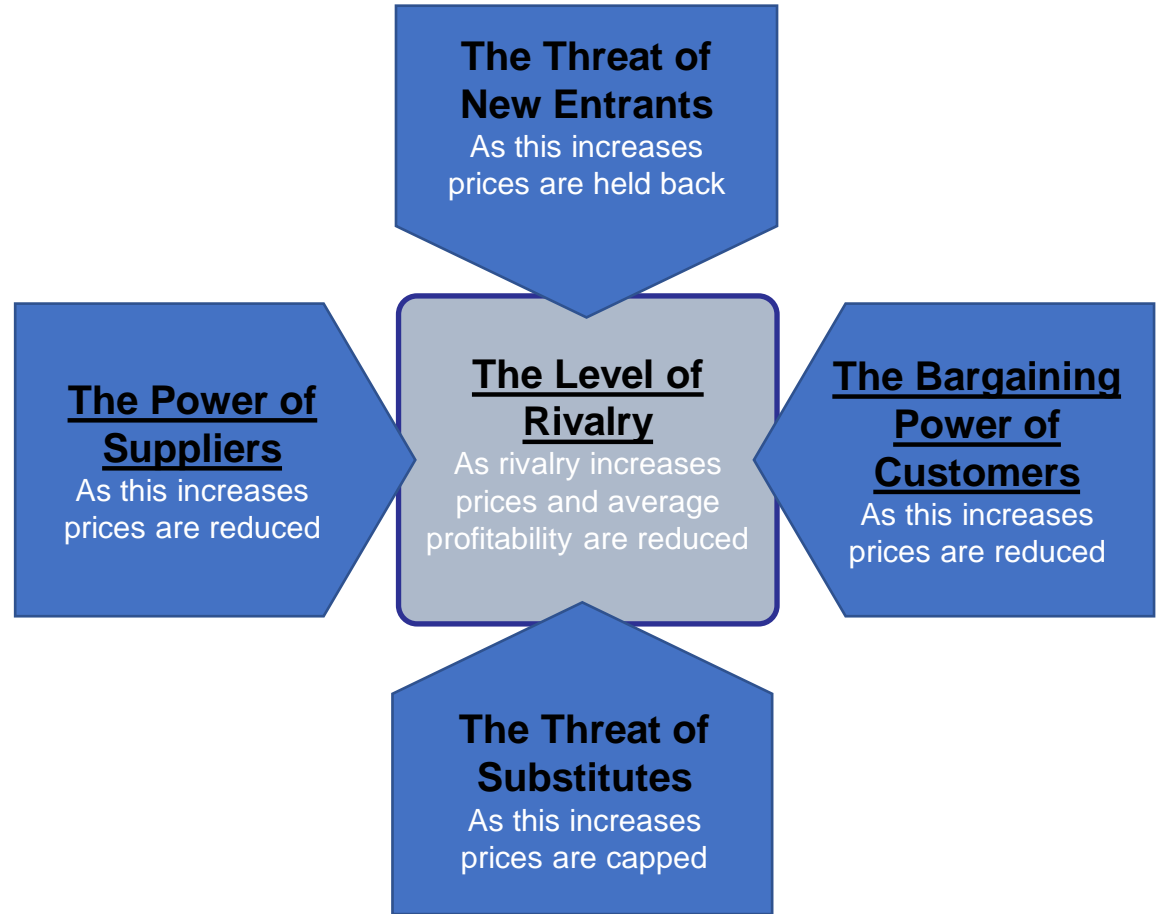 The Threat of
New Entrants
As this increases
prices are held back
The Power of
Suppliers
As this increases
prices are reduced
The Level of
Rivalry
As rivalry increases
prices and average
profitability are reduced
The Bargaining
Power of
Customers
As this increases
prices are reduced
The Threat of
Substitutes
As this increases
prices are capped